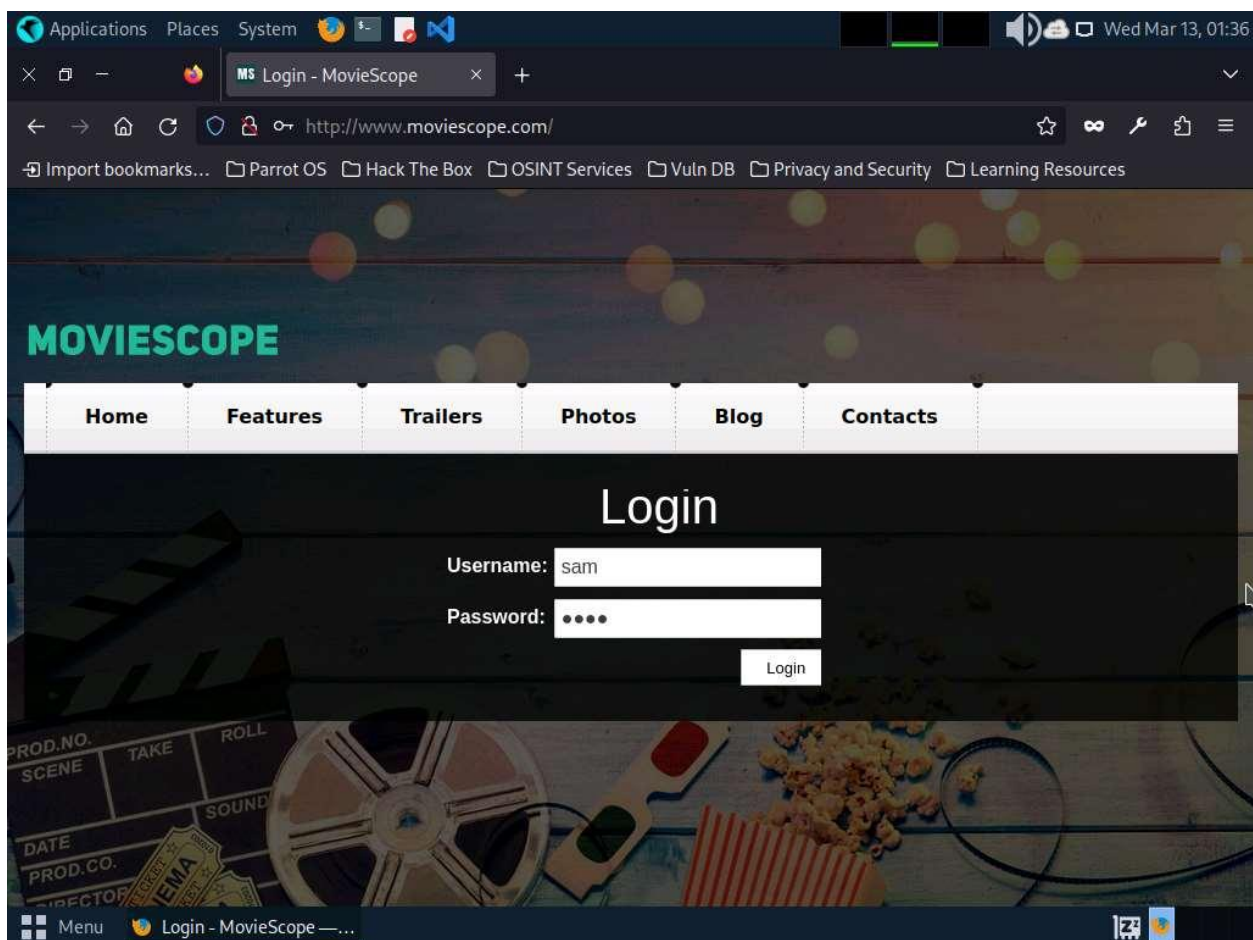 Applications Places System Wed Mar 13, 01:36
MS Login - MovieScope
http://www.moviescope.com/
Import bookmarks... Parrot OS Hack The Box OSINT Services Vuln DB Privacy and Security Learning Resources
MOVIESCOPE
Home Features Trailers Photos Blog Contacts
Login
Username: sam
Password: ••••
Login
PROD.NO.
SCENE TAKE ROLL
SOUND
DATE
PROD.CO.
Menu Login - MovieScope —...